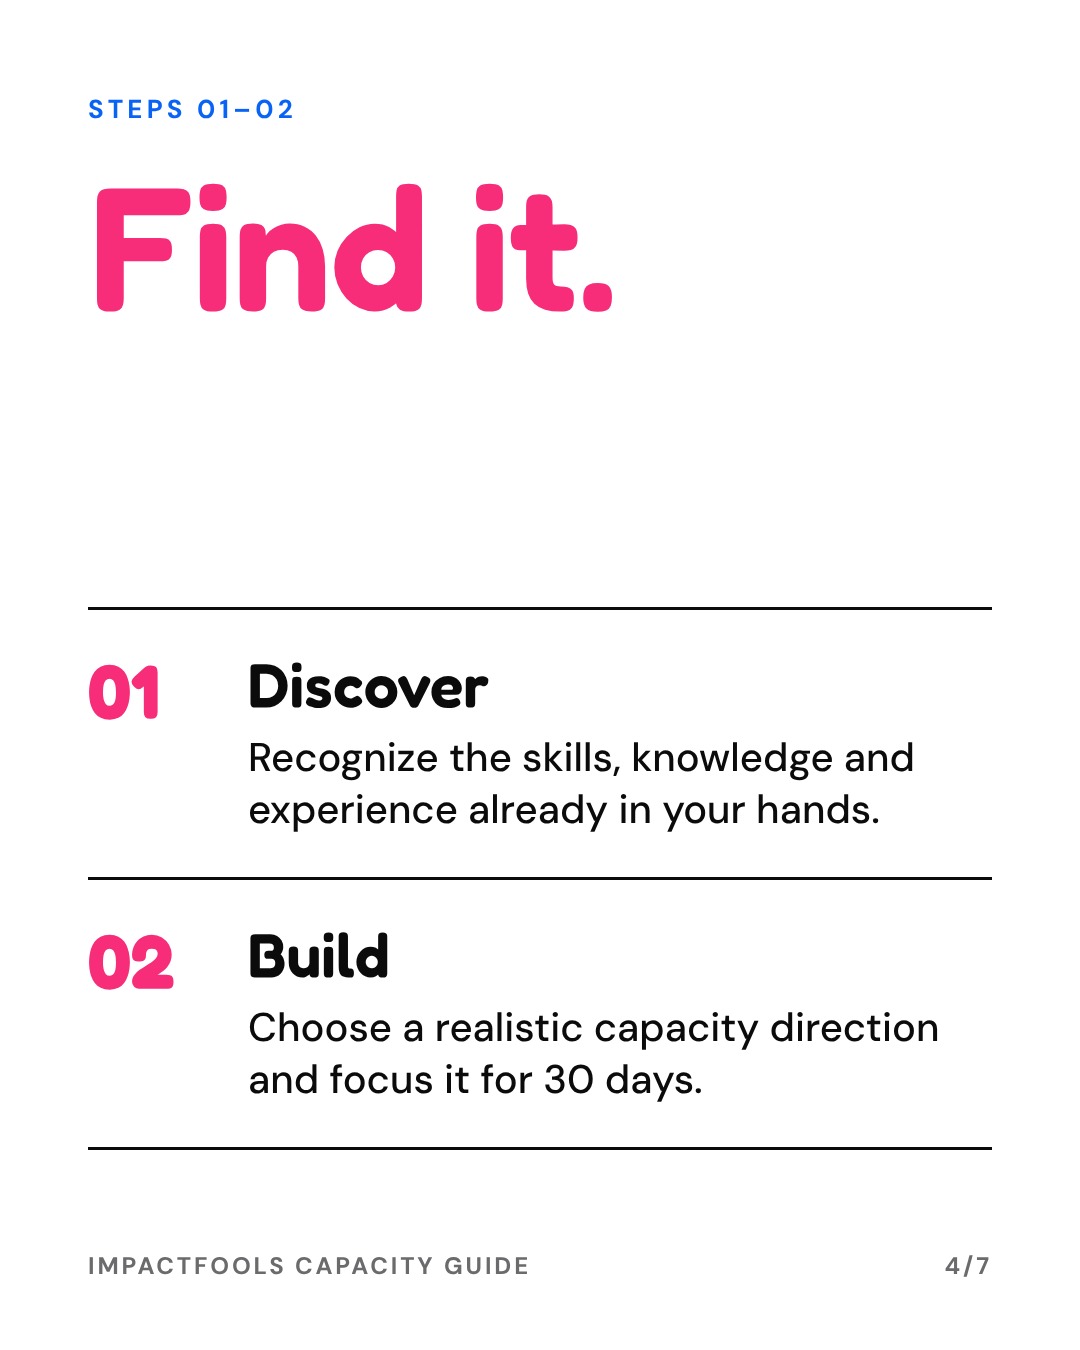 STEPS 01–02
Find it.
01
Discover
Recognize the skills, knowledge and
experience already in your hands.
02
Build
Choose a realistic capacity direction
and focus it for 30 days.
IMPACTFOOLS CAPACITY GUIDE
4/7